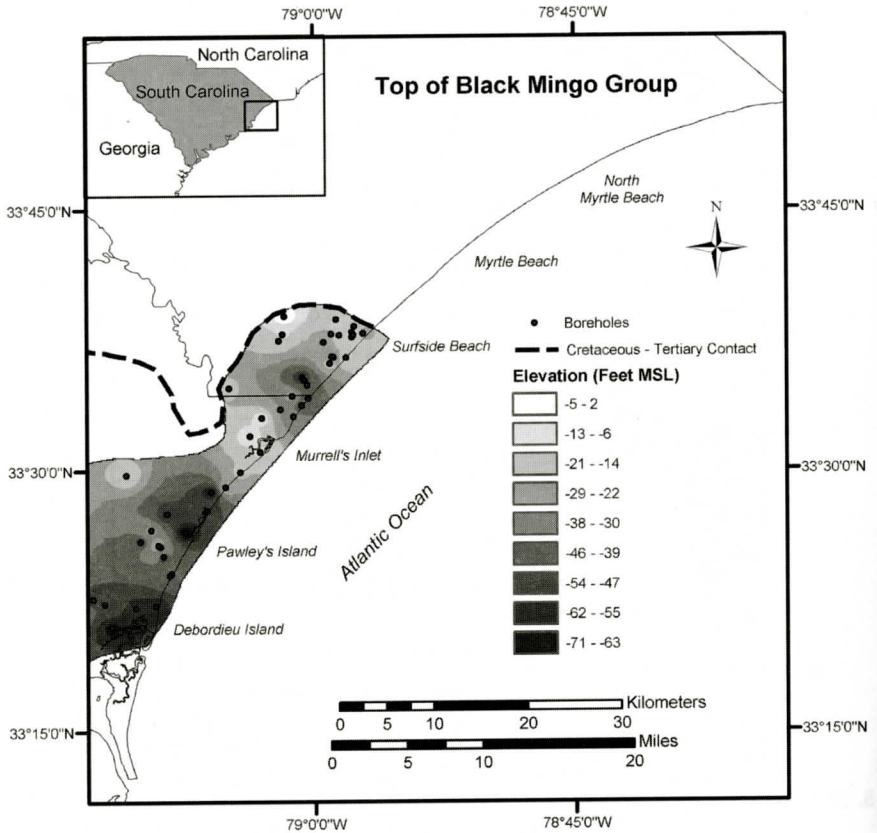 79°0'0"W
78°45'0"W
North Carolina
South Carolina
Georgia
Top of Black Mingo Group
North
Myrtle Beach
33°45'0"N
33°45'0"N
N
Myrtle Beach
Boreholes
Surfside Beach
Cretaceous - Tertiary Contact
Elevation (Feet MSL)
-5 - 2
-13 - -6
-21 - -14
-29 - -22
-38 - -30
-46 - -39
-54 - -47
-62 - -55
-71 - -63
Murrell's Inlet
33°30'0"N
33°30'0"N
Atlantic Ocean
Pawley's Island
Debordieu Island
Kilometers
0 5 10 20 30
Miles
0 5 10 20
33°15'0"N
33°15'0"N
79°0'0"W
78°45'0"W